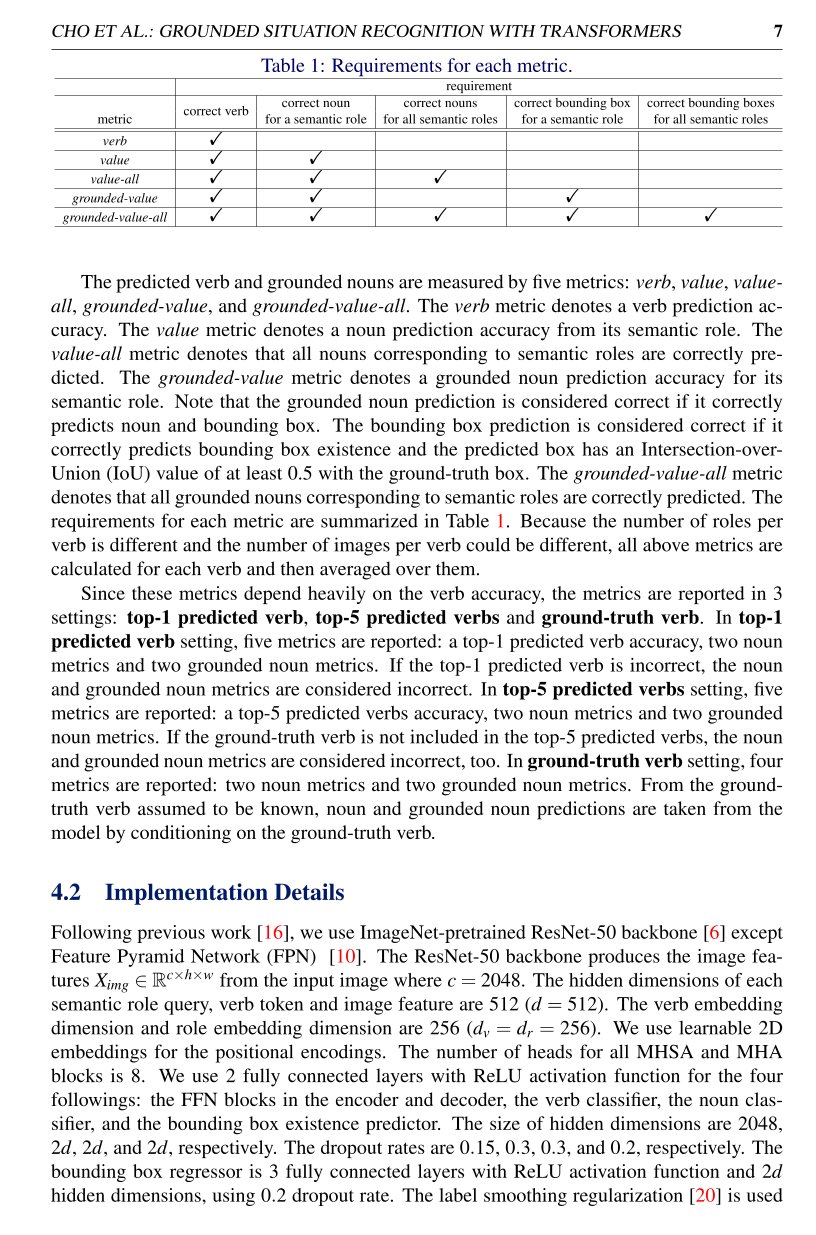 CHO ET AL.: GROUNDED SITUATION RECOGNITION WITH TRANSFORMERS 7
Table 1: Requirements for each metric.
requirement
metric correct verb correct noun for a semantic role correct nouns for all semantic roles correct bounding box for a semantic role correct bounding boxes for all semantic roles
verb ✓
value ✓ ✓
value-all ✓ ✓ ✓
grounded-value ✓ ✓ ✓
grounded-value-all ✓ ✓ ✓ ✓ ✓
The predicted verb and grounded nouns are measured by five metrics: verb, value, value-
all, grounded-value, and grounded-value-all. The verb metric denotes a verb prediction ac-
curacy. The value metric denotes a noun prediction accuracy from its semantic role. The
value-all metric denotes that all nouns corresponding to semantic roles are correctly pre-
dicted. The grounded-value metric denotes a grounded noun prediction accuracy for its
semantic role. Note that the grounded noun prediction is considered correct if it correctly
predicts noun and bounding box. The bounding box prediction is considered correct if it
correctly predicts bounding box existence and the predicted box has an Intersection-over-
Union (IoU) value of at least 0.5 with the ground-truth box. The grounded-value-all metric
denotes that all grounded nouns corresponding to semantic roles are correctly predicted. The
requirements for each metric are summarized in Table 1. Because the number of roles per
verb is different and the number of images per verb could be different, all above metrics are
calculated for each verb and then averaged over them.
Since these metrics depend heavily on the verb accuracy, the metrics are reported in 3
settings: top-1 predicted verb, top-5 predicted verbs and ground-truth verb. In top-1
predicted verb setting, five metrics are reported: a top-1 predicted verb accuracy, two noun
metrics and two grounded noun metrics. If the top-1 predicted verb is incorrect, the noun
and grounded noun metrics are considered incorrect. In top-5 predicted verbs setting, five
metrics are reported: a top-5 predicted verbs accuracy, two noun metrics and two grounded
noun metrics. If the ground-truth verb is not included in the top-5 predicted verbs, the noun
and grounded noun metrics are considered incorrect, too. In ground-truth verb setting, four
metrics are reported: two noun metrics and two grounded noun metrics. From the ground-
truth verb assumed to be known, noun and grounded noun predictions are taken from the
model by conditioning on the ground-truth verb.
4.2 Implementation Details
Following previous work [16], we use ImageNet-pretrained ResNet-50 backbone [6] except
Feature Pyramid Network (FPN) [10]. The ResNet-50 backbone produces the image fea-
tures X_img ∈ ℝ^{c×h×w} from the input image where c = 2048. The hidden dimensions of each
semantic role query, verb token and image feature are 512 (d = 512). The verb embedding
dimension and role embedding dimension are 256 (d_v = d_r = 256). We use learnable 2D
embeddings for the positional encodings. The number of heads for all MHSA and MHA
blocks is 8. We use 2 fully connected layers with ReLU activation function for the four
followings: the FFN blocks in the encoder and decoder, the verb classifier, the noun clas-
sifier, and the bounding box existence predictor. The size of hidden dimensions are 2048,
2d, 2d, and 2d, respectively. The dropout rates are 0.15, 0.3, 0.3, and 0.2, respectively. The
bounding box regressor is 3 fully connected layers with ReLU activation function and 2d
hidden dimensions, using 0.2 dropout rate. The label smoothing regularization [20] is used